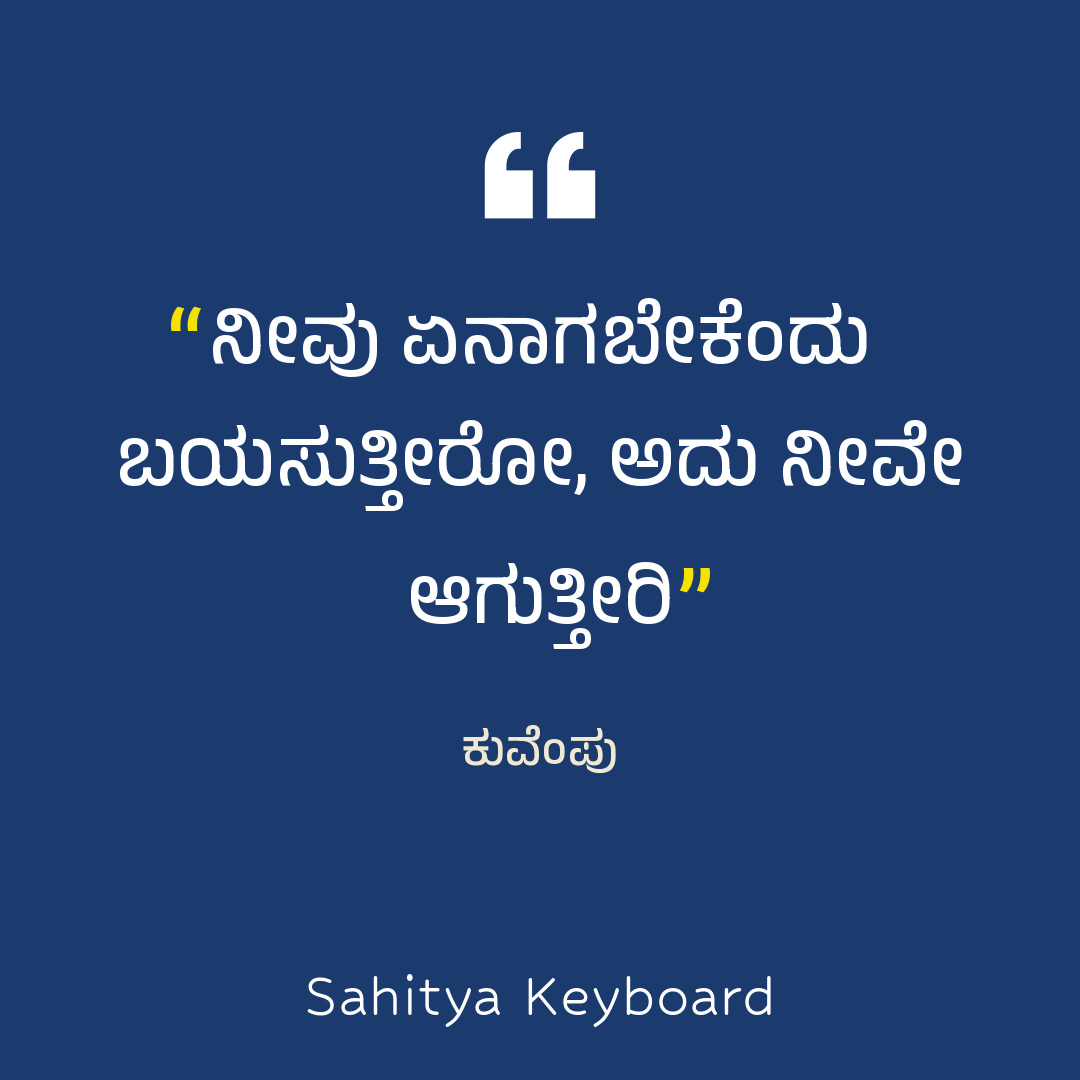 “ನೀವು ಏನಾಗಬೇಕೆಂದು
ಬಯಸುತ್ತೀರೋ, ಅದು ನೀವೇ
ಆಗುತ್ತೀರಿ”
ಕುವೆಂಪು
Sahitya Keyboard